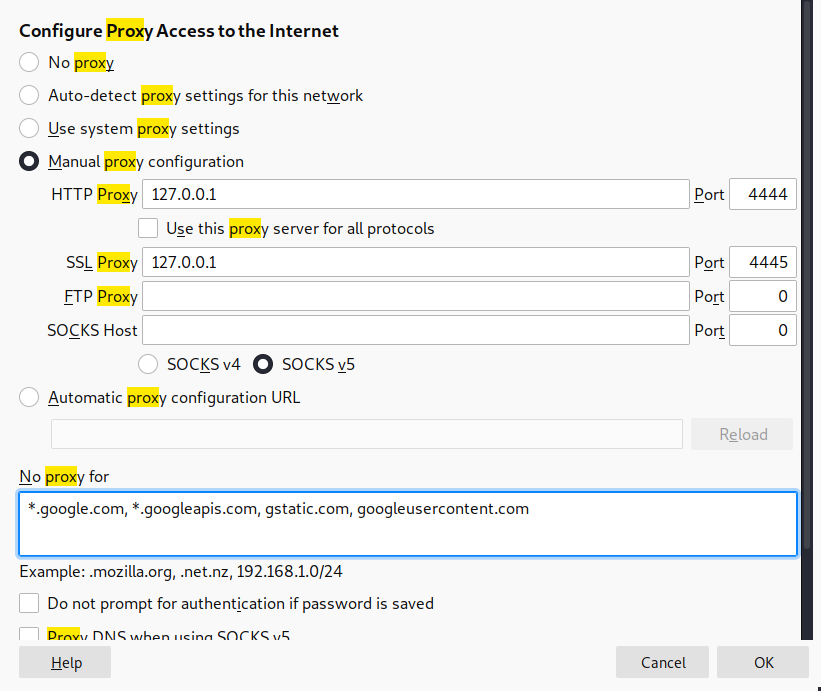 Configure Proxy Access to the Internet
No proxy
Auto-detect proxy settings for this network
Use system proxy settings
Manual proxy configuration
HTTP Proxy 127.0.0.1 Port 4444
Use this proxy server for all protocols
SSL Proxy 127.0.0.1 Port 4445
FTP Proxy Port 0
SOCKS Host Port 0
SOCKS v4 SOCKS v5
Automatic proxy configuration URL
Reload
No proxy for
*.google.com, *.googleapis.com, gstatic.com, googleusercontent.com
Example: .mozilla.org, .net.nz, 192.168.1.0/24
Do not prompt for authentication if password is saved
Proxy DNS when using SOCKS v5
Help Cancel OK